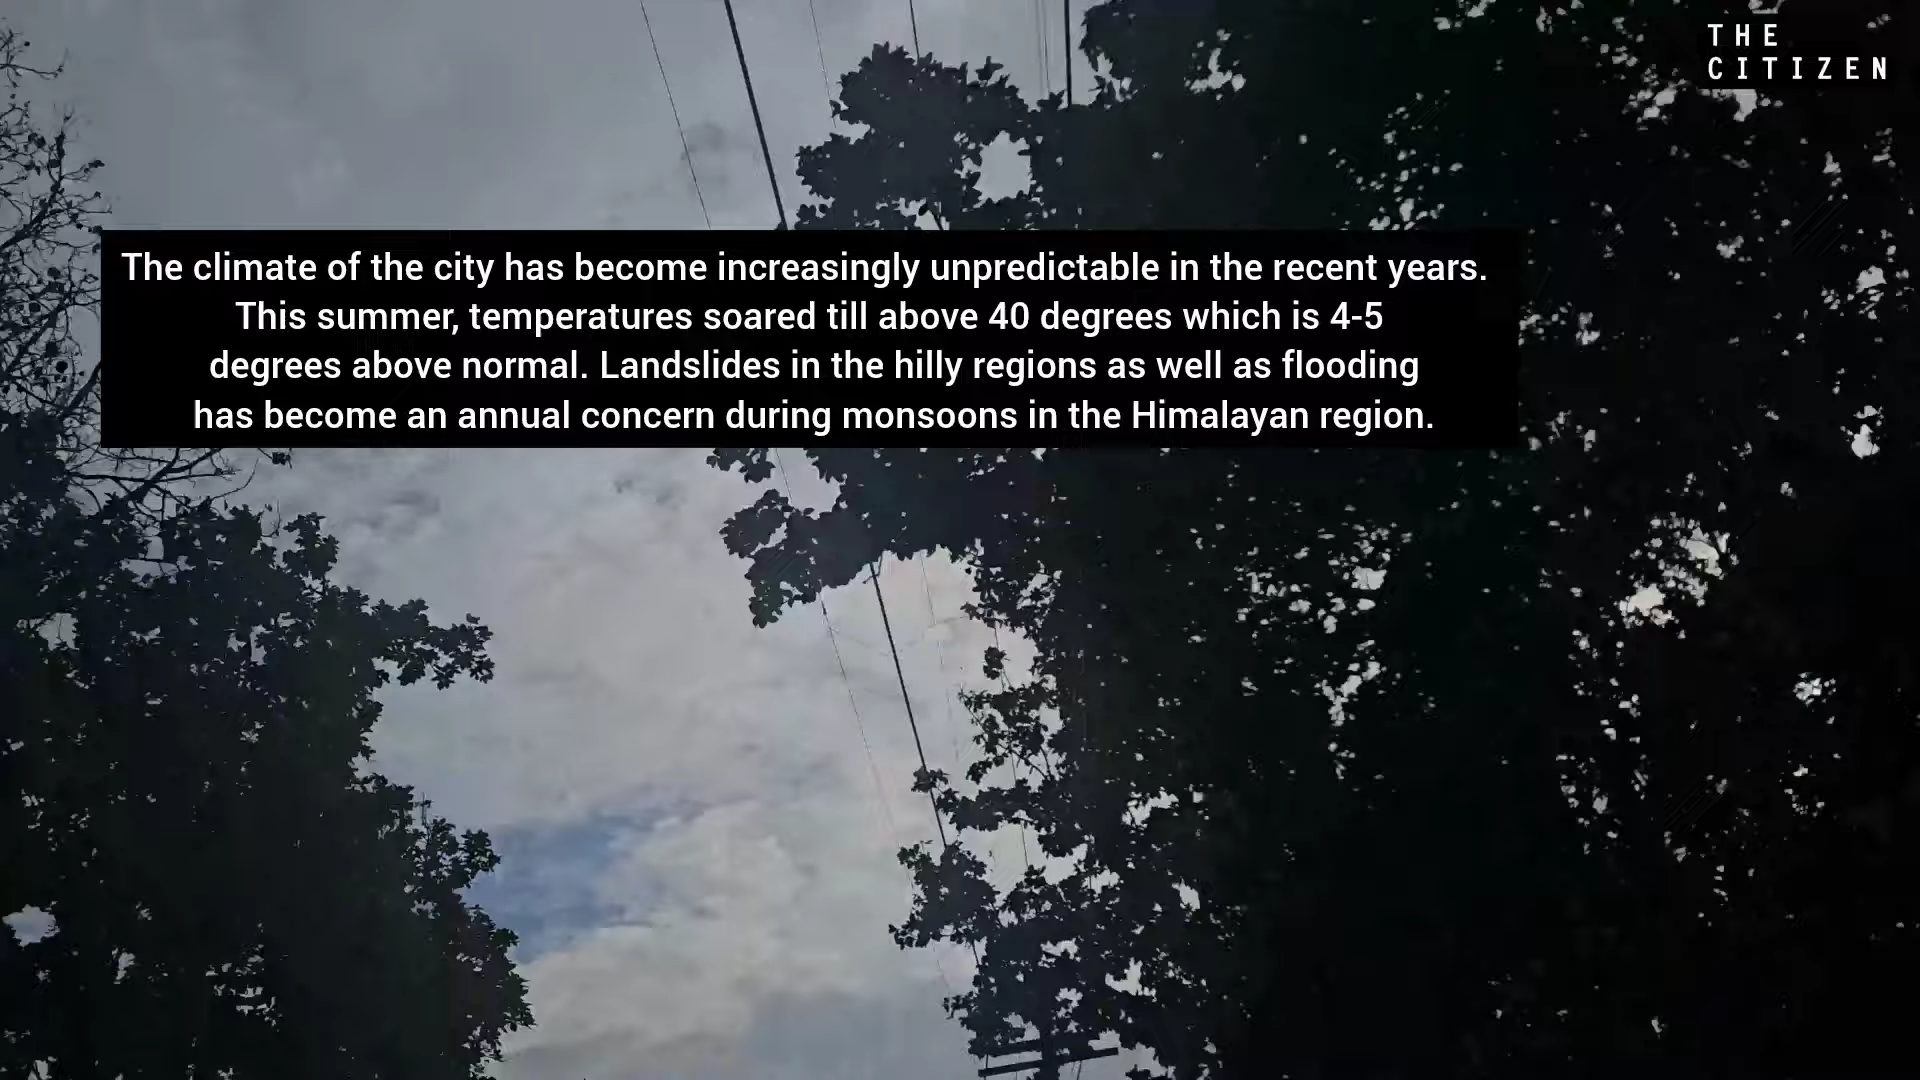 THE
CITIZEN
The climate of the city has become increasingly unpredictable in the recent years.
This summer, temperatures soared till above 40 degrees which is 4-5
degrees above normal. Landslides in the hilly regions as well as flooding
has become an annual concern during monsoons in the Himalayan region.